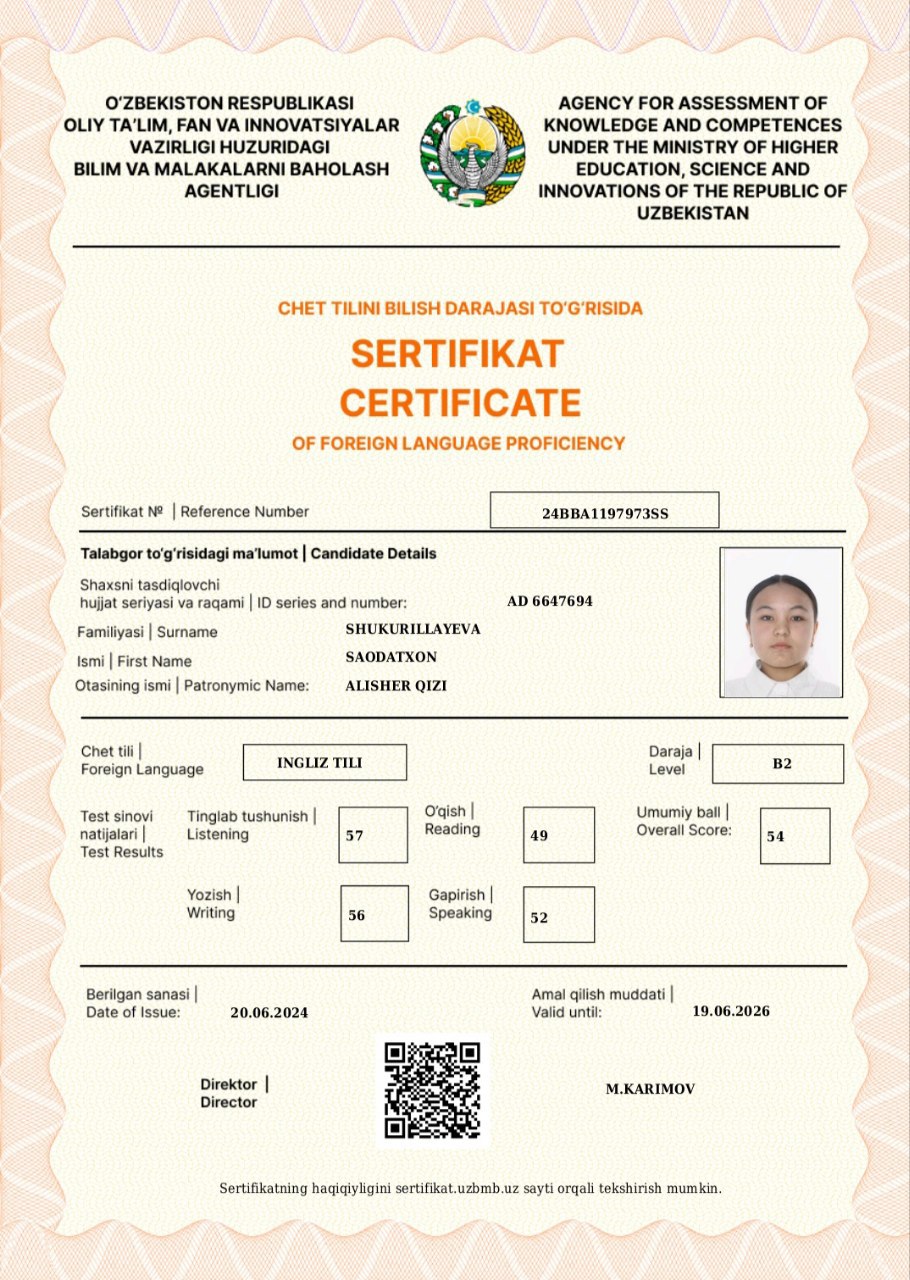 O'ZBEKISTON RESPUBLIKASI
OLIY TA'LIM, FAN VA INNOVATSIYALAR
VAZIRLIGI HUZURIDAGI
BILIM VA MALAKALARNI BAHOLASH
AGENTLIGI
AGENCY FOR ASSESSMENT OF
KNOWLEDGE AND COMPETENCES
UNDER THE MINISTRY OF HIGHER
EDUCATION, SCIENCE AND
INNOVATIONS OF THE REPUBLIC OF
UZBEKISTAN
CHET TILINI BILISH DARAJASI TO'G'RISIDA
SERTIFIKAT
CERTIFICATE
OF FOREIGN LANGUAGE PROFICIENCY
Sertifikat № | Reference Number 24BBA1197973SS
Talabgor to'g'risidagi ma'lumot | Candidate Details
Shaxsni tasdiqlovchi
hujjat seriyasi va raqami | ID series and number: AD 6647694
Familiyasi | Surname SHUKURILLAYEVA
Ismi | First Name SAODATXON
Otasining ismi | Patronymic Name: ALISHER QIZI
Chet tili |
Foreign Language INGLIZ TILI
Daraja |
Level B2
Test sinovi
natijalari |
Test Results
Tinglab tushunish |
Listening 57
O'qish |
Reading 49
Umumiy ball |
Overall Score: 54
Yozish |
Writing 56
Gapirish |
Speaking 52
Berilgan sanasi |
Date of Issue: 20.06.2024
Amal qilish muddati |
Valid until: 19.06.2026
Direktor |
Director
M.KARIMOV
Sertifikatning haqiqiyligini sertifikat.uzbmb.uz sayti orqali tekshirish mumkin.